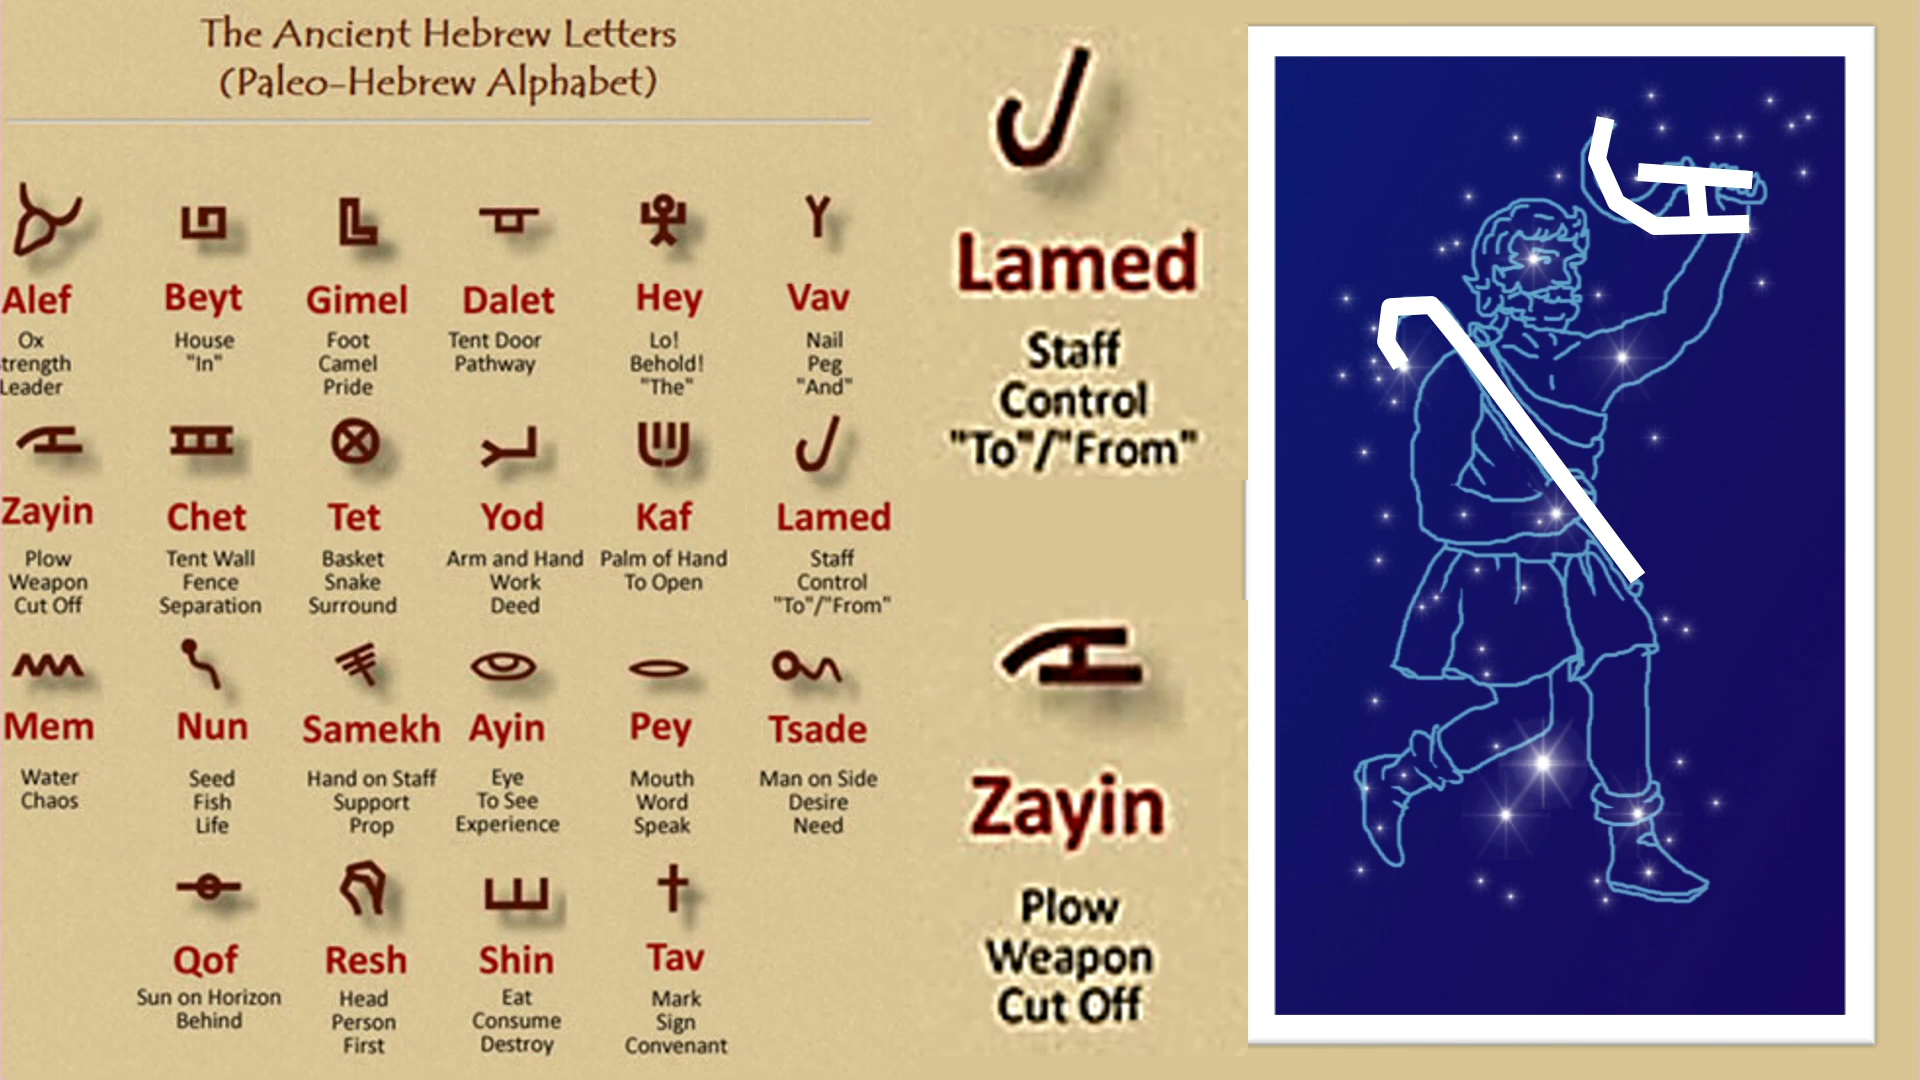 The Ancient Hebrew Letters
(Paleo-Hebrew Alphabet)
Alef Beyt Gimel Dalet Hey Vav
Ox House Foot Tent Door Lo! Nail
trength "In" Camel Pathway Behold! Peg
Leader Pride "The" "And"
Zayin Chet Tet Yod Kaf Lamed
Plow Tent Wall Basket Arm and Hand Palm of Hand Staff
Weapon Fence Snake Work To Open Control
Cut Off Separation Surround Deed "To"/"From"
Mem Nun Samekh Ayin Pey Tsade
Water Seed Hand on Staff Eye Mouth Man on Side
Chaos Fish Support To See Word Desire
Life Prop Experience Speak Need
Qof Resh Shin Tav
Sun on Horizon Head Eat Mark
Behind Person Consume Sign
First Destroy Convenant
Lamed
Staff
Control
"To"/"From"
Zayin
Plow
Weapon
Cut Off